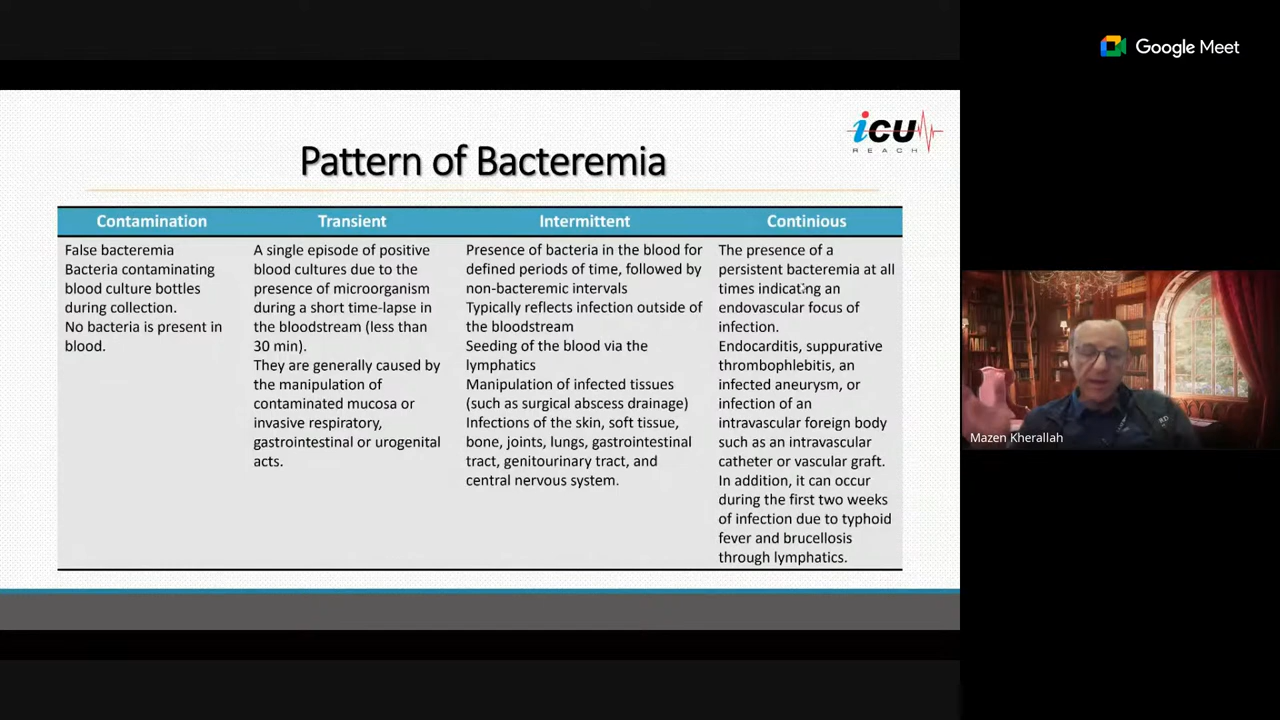 Google Meet
icu
REACH
Pattern of Bacteremia
Contamination
False bacteremia
Bacteria contaminating
blood culture bottles
during collection.
No bacteria is present in
blood.
Transient
A single episode of positive
blood cultures due to the
presence of microorganism
during a short time-lapse in
the bloodstream (less than
30 min).
They are generally caused by
the manipulation of
contaminated mucosa or
invasive respiratory,
gastrointestinal or urogenital
acts.
Intermittent
Presence of bacteria in the blood for
defined periods of time, followed by
non-bacteremic intervals
Typically reflects infection outside of
the bloodstream
Seeding of the blood via the
lymphatics
Manipulation of infected tissues
(such as surgical abscess drainage)
Infections of the skin, soft tissue,
bone, joints, lungs, gastrointestinal
tract, genitourinary tract, and
central nervous system.
Continious
The presence of a
persistent bacteremia at all
times indicating an
endovascular focus of
infection.
Endocarditis, suppurative
thrombophlebitis, an
infected aneurysm, or
infection of an
intravascular foreign body
such as an intravascular
catheter or vascular graft.
In addition, it can occur
during the first two weeks
of infection due to typhoid
fever and brucellosis
through lymphatics.
Mazen Kherallah